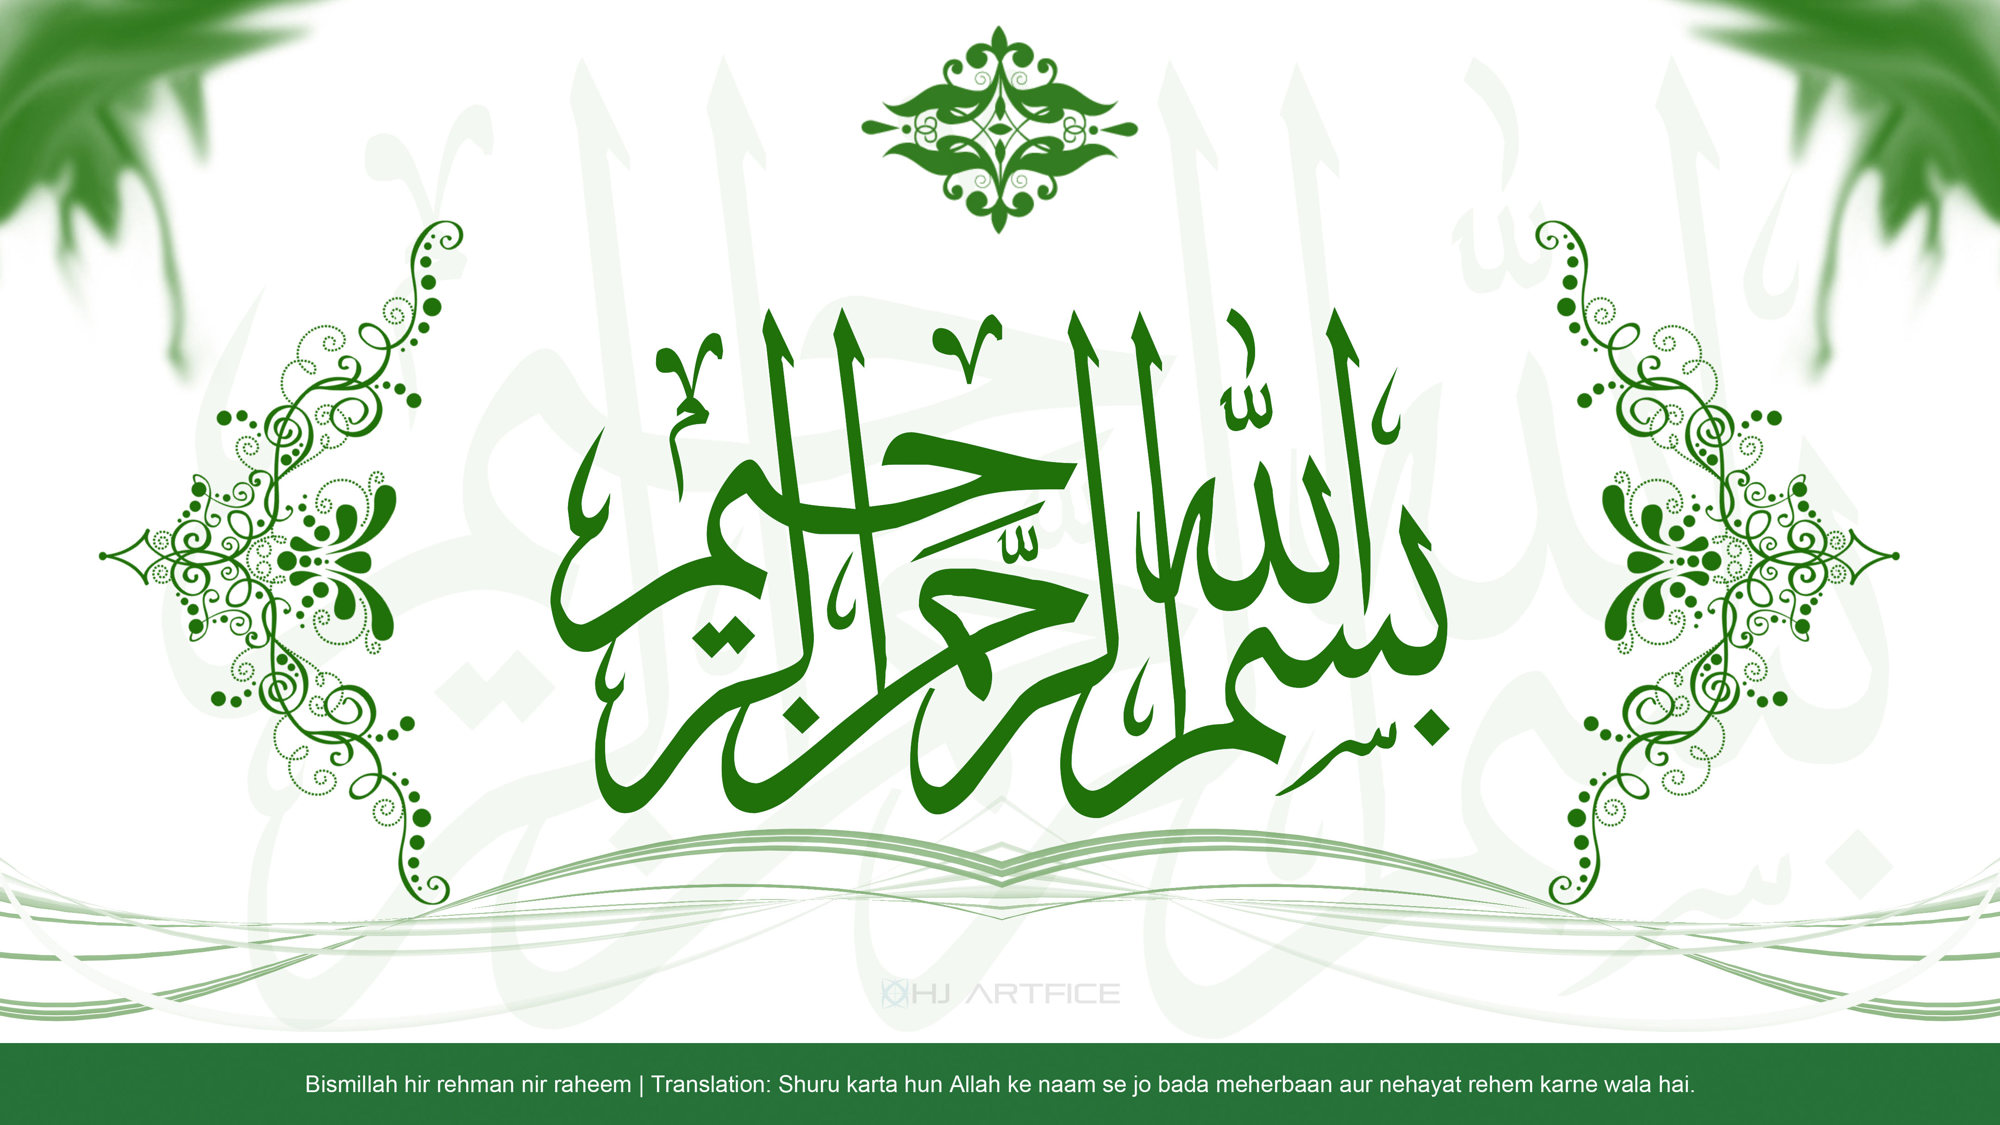 بسم الله الرحمن الرحيم
HJ ARTFICE
Bismillah hir rehman nir raheem | Translation: Shuru karta hun Allah ke naam se jo bada meherbaan aur nehayat rehem karne wala hai.